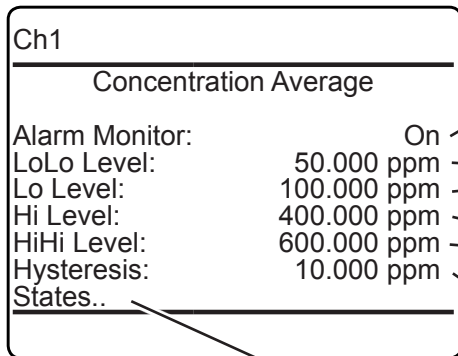 Ch1
Concentration Average
Alarm Monitor: On
LoLo Level: 50.000 ppm
Lo Level: 100.000 ppm
Hi Level: 400.000 ppm
HiHi Level: 600.000 ppm
Hysteresis: 10.000 ppm
States..